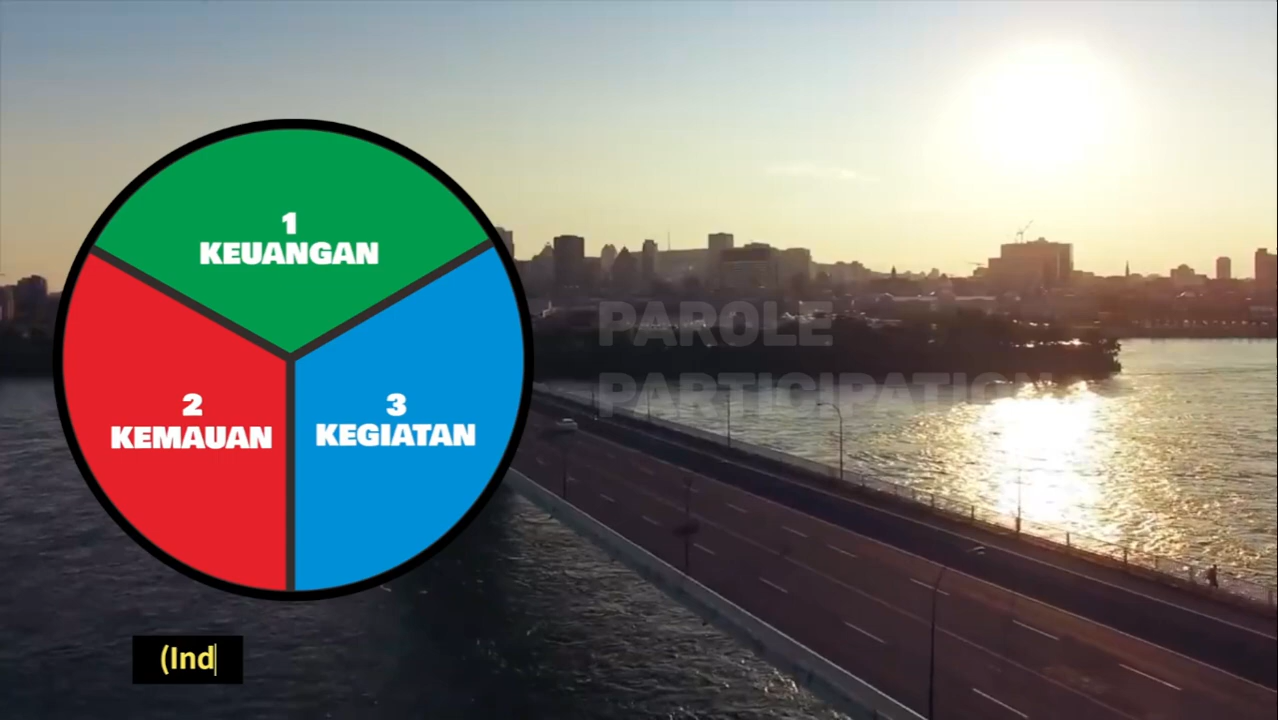 1
KEUANGAN
2
KEMAUAN
3
KEGIATAN
PAROLE
PARTICIPATION
(Ind